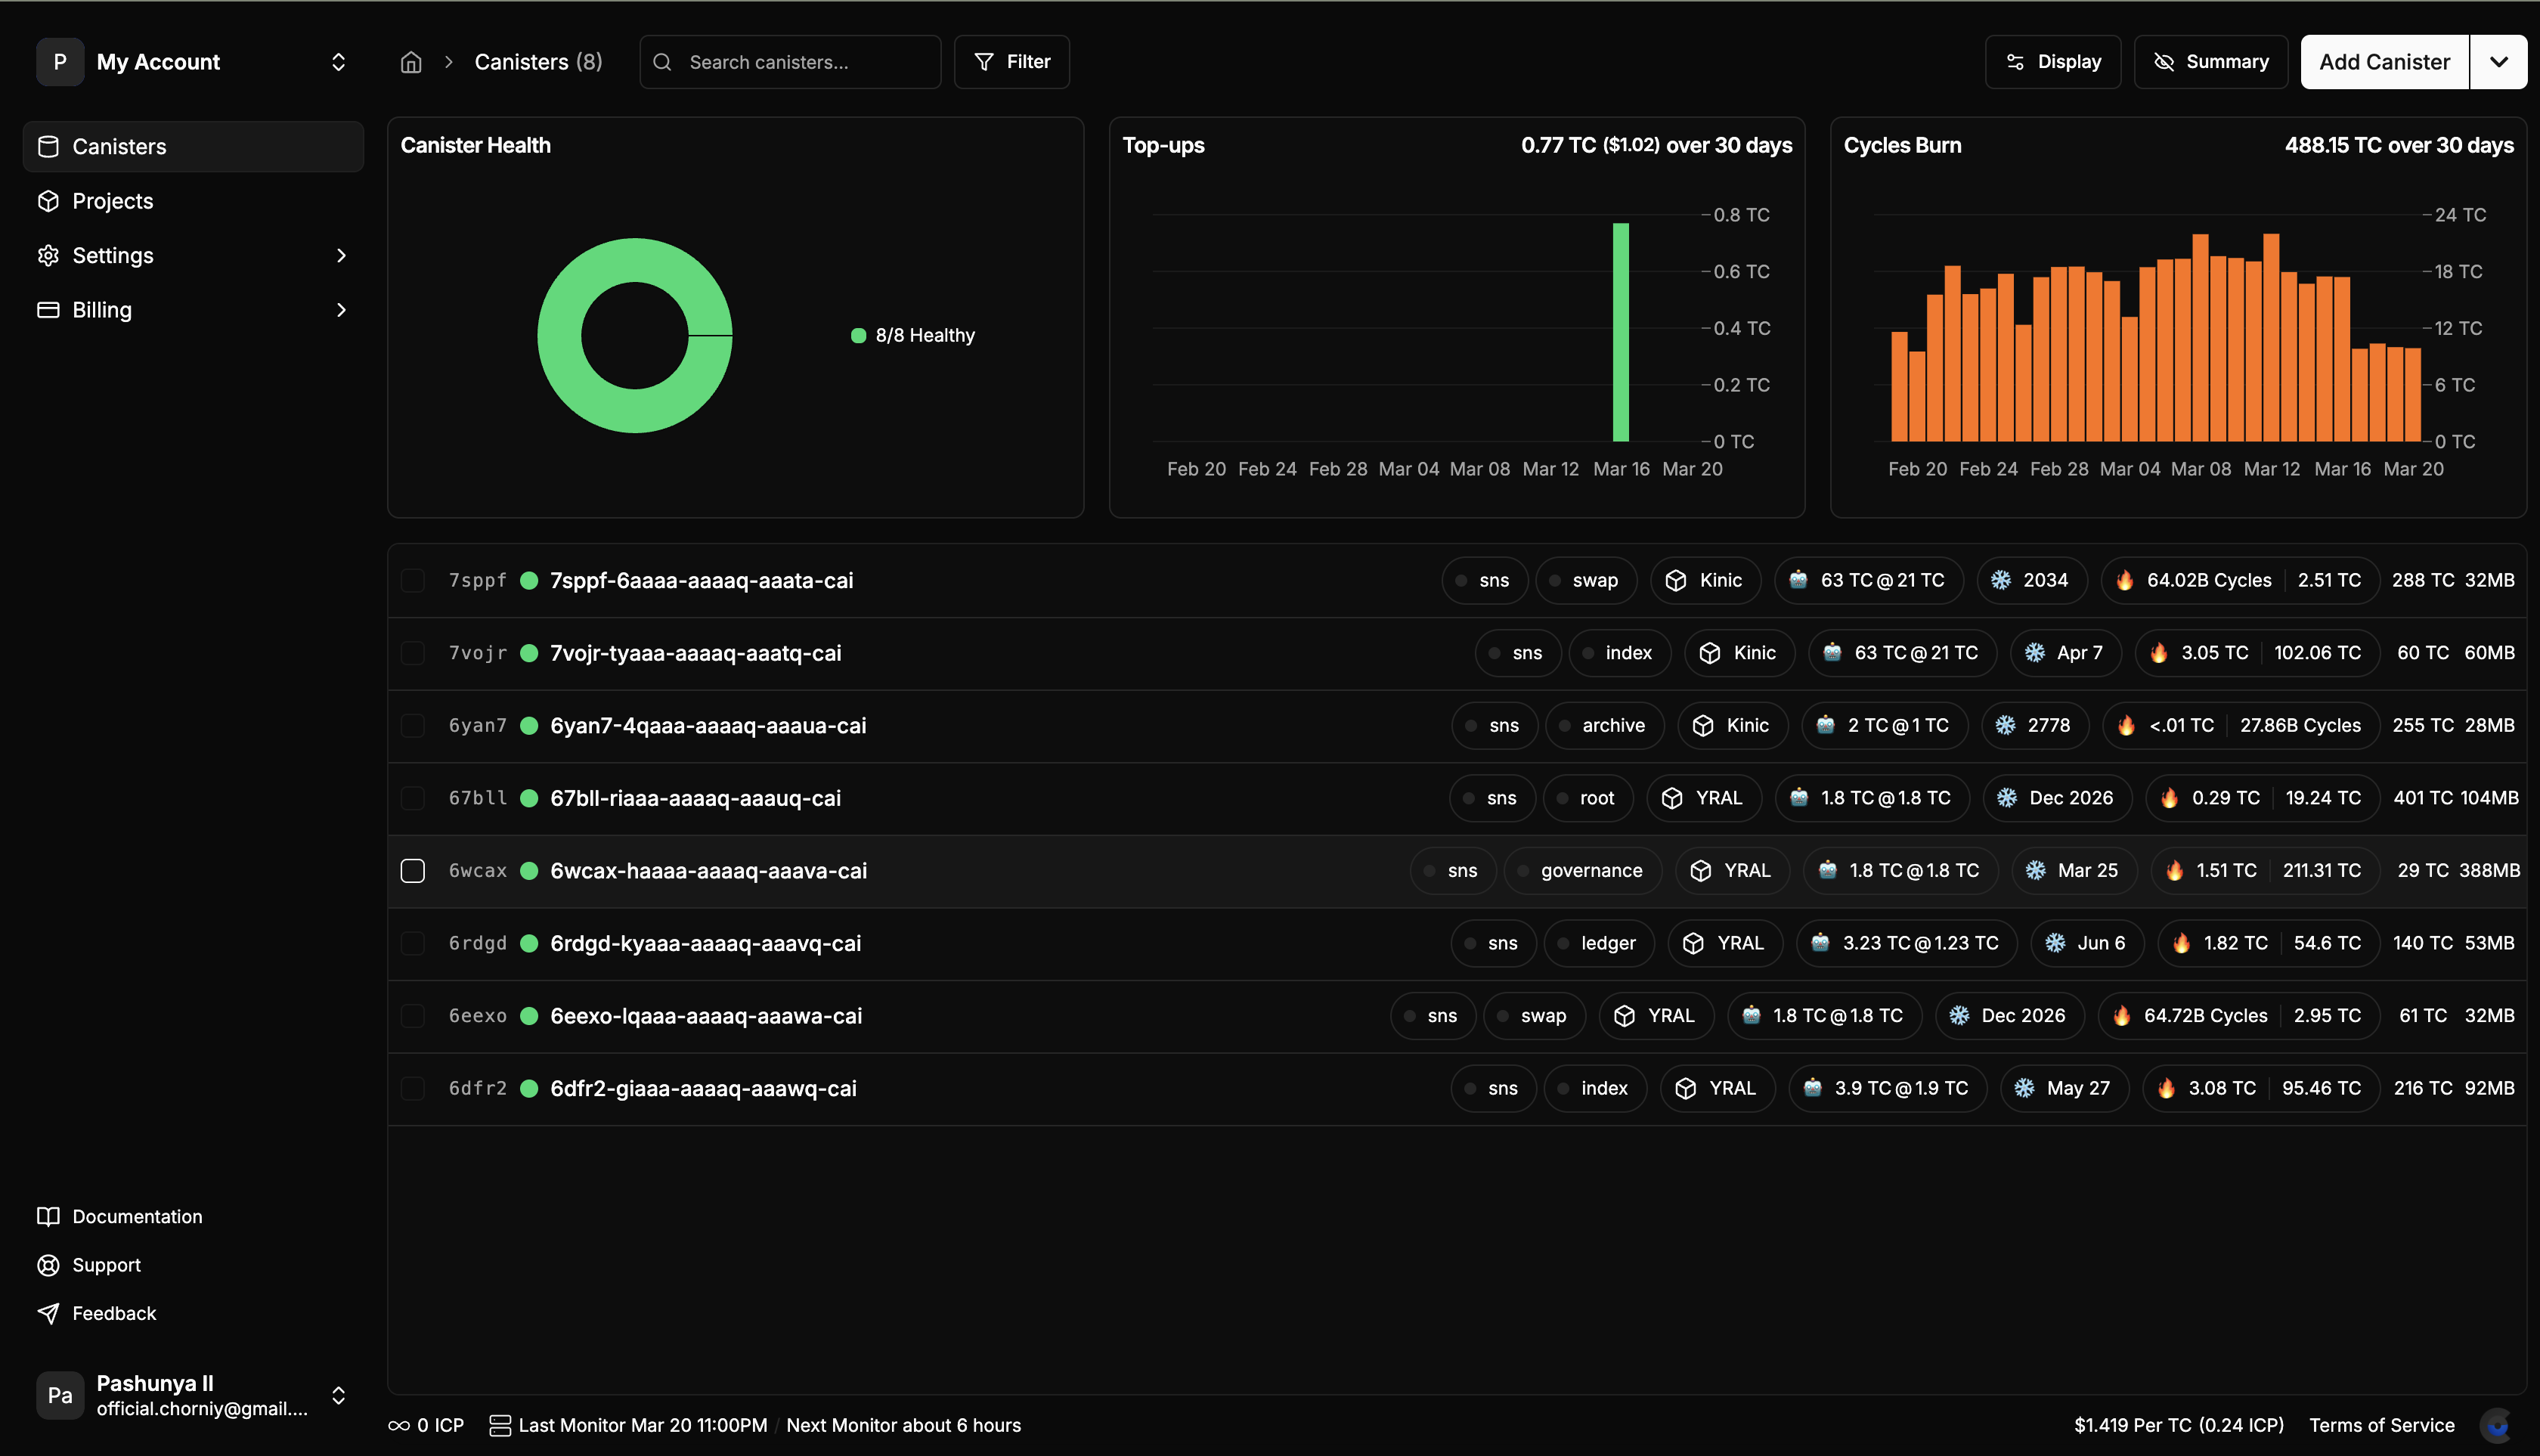 P My Account
Canisters (8)
Search canisters...
Filter
Display
Summary
Add Canister
Canisters
Projects
Settings
Billing
Canister Health
8/8 Healthy
Top-ups
0.77 TC ($1.02) over 30 days
0.8 TC
0.6 TC
0.4 TC
0.2 TC
0 TC
Feb 20 Feb 24 Feb 28 Mar 04 Mar 08 Mar 12 Mar 16 Mar 20
Cycles Burn
488.15 TC over 30 days
24 TC
18 TC
12 TC
6 TC
0 TC
Feb 20 Feb 24 Feb 28 Mar 04 Mar 08 Mar 12 Mar 16 Mar 20
7sppf 7sppf-6aaaa-aaaaq-aaata-cai sns swap Kinic 63 TC@21 TC 2034 64.02B Cycles 2.51 TC 288 TC 32MB
7vojr 7vojr-tyaaa-aaaaq-aaatq-cai sns index Kinic 63 TC@21 TC Apr 7 3.05 TC 102.06 TC 60 TC 60MB
6yan7 6yan7-4qaaa-aaaaq-aaaua-cai sns archive Kinic 2 TC@1 TC 2778 <.01 TC 27.86B Cycles 255 TC 28MB
67bll 67bll-riaaa-aaaaq-aaauq-cai sns root YRAL 1.8 TC@1.8 TC Dec 2026 0.29 TC 19.24 TC 401 TC 104MB
6wcax 6wcax-haaaa-aaaaq-aaava-cai sns governance YRAL 1.8 TC@1.8 TC Mar 25 1.51 TC 211.31 TC 29 TC 388MB
6rdgd 6rdgd-kyaaa-aaaaq-aaavq-cai sns ledger YRAL 3.23 TC@1.23 TC Jun 6 1.82 TC 54.6 TC 140 TC 53MB
6eexo 6eexo-lqaaa-aaaaq-aaawa-cai sns swap YRAL 1.8 TC@1.8 TC Dec 2026 64.72B Cycles 2.95 TC 61 TC 32MB
6dfr2 6dfr2-giaaa-aaaaq-aaawq-cai sns index YRAL 3.9 TC@1.9 TC May 27 3.08 TC 95.46 TC 216 TC 92MB
Documentation
Support
Feedback
Pa Pashunya II
official.chorniy@gmail....
0 ICP Last Monitor Mar 20 11:00PM / Next Monitor about 6 hours
$1.419 Per TC (0.24 ICP) Terms of Service